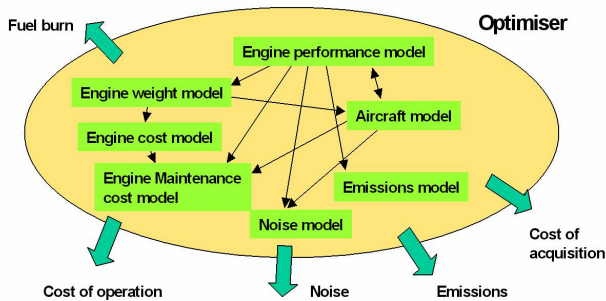 Fuel burn
Optimiser
Engine performance model
Engine weight model
Aircraft model
Engine cost model
Engine Maintenance
cost model
Emissions model
Noise model
Cost of
acquisition
Cost of operation
Noise
Emissions